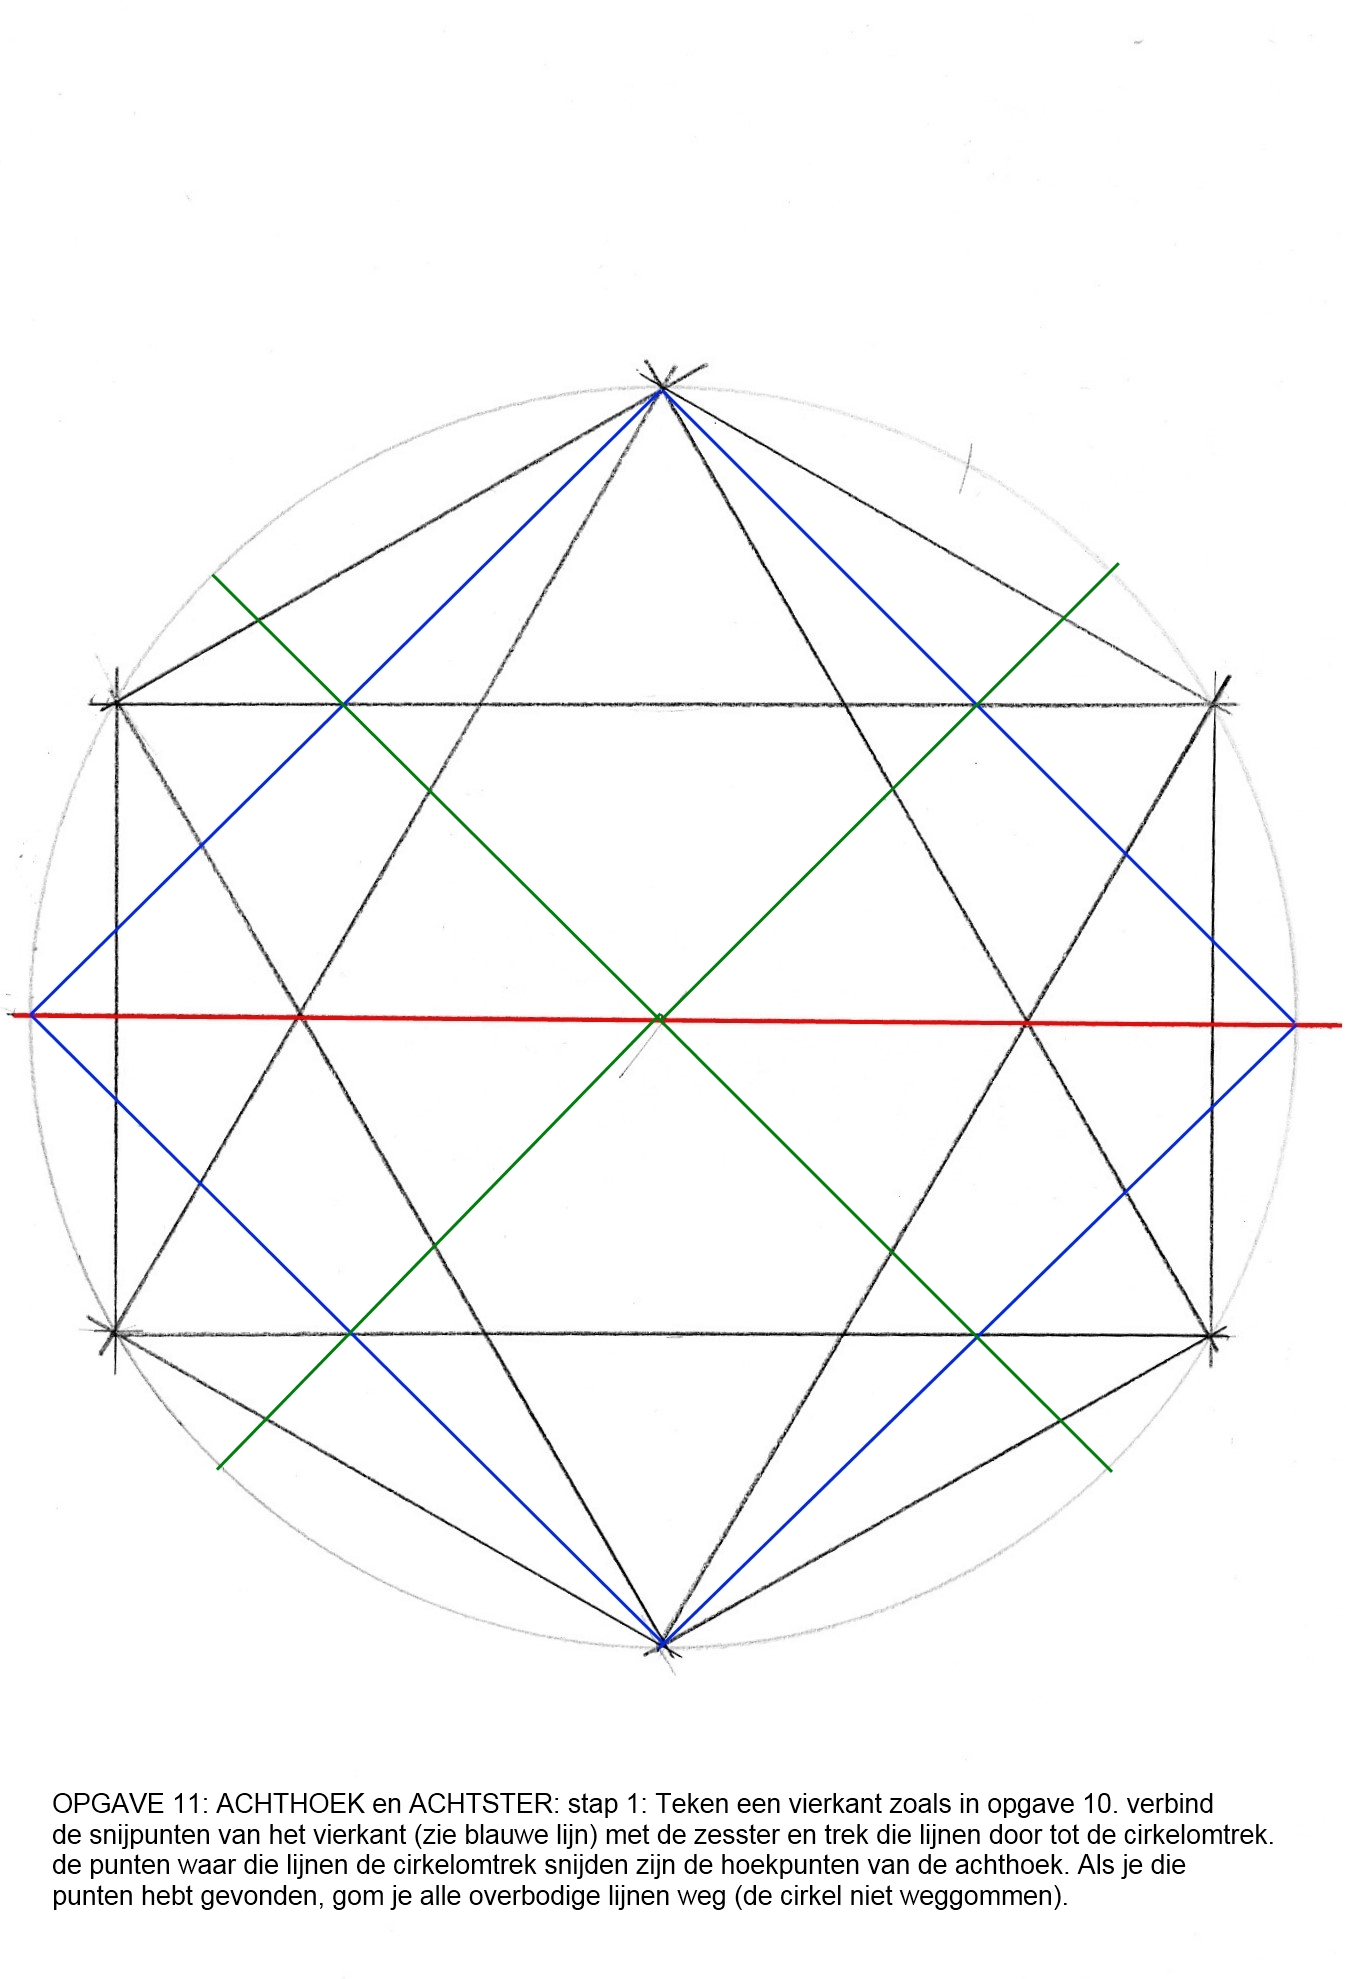 OPGAVE 11: ACHTHOEK en ACHTSTER: stap 1: Teken een vierkant zoals in opgave 10. verbind
de snijpunten van het vierkant (zie blauwe lijn) met de zesster en trek die lijnen door tot de cirkelomtrek.
de punten waar die lijnen de cirkelomtrek snijden zijn de hoekpunten van de achthoek. Als je die
punten hebt gevonden, gom je alle overbodige lijnen weg (de cirkel niet weggommen).